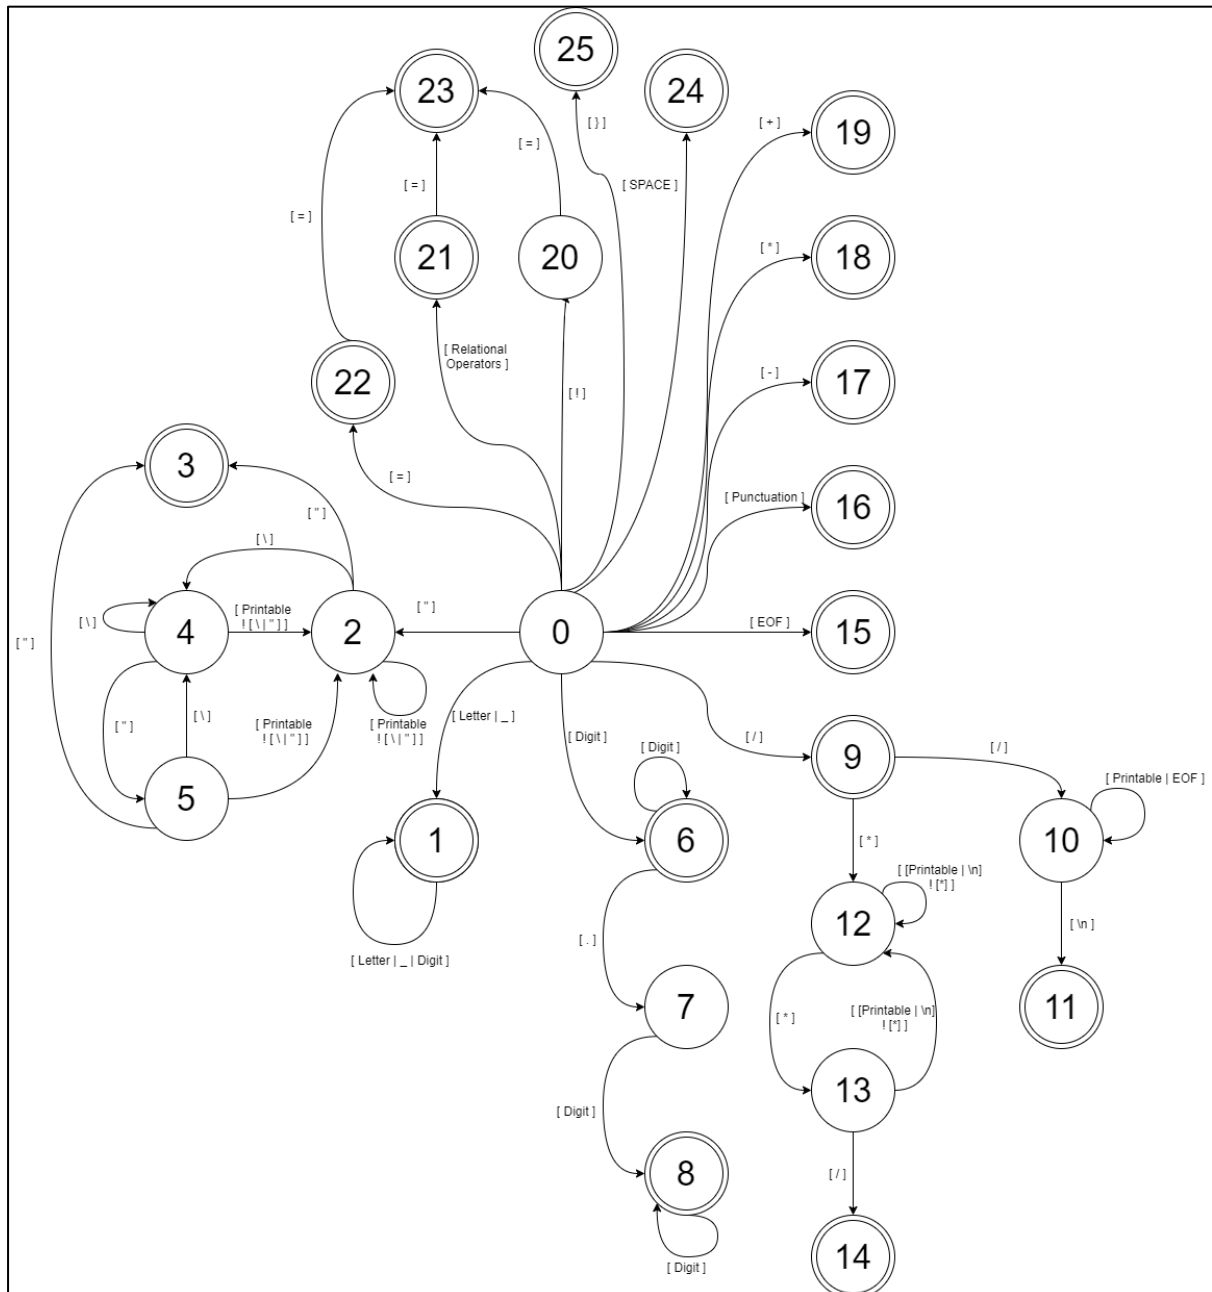 25
23
24
[ } ]
[ + ]
19
[ = ]
[ SPACE ]
[ = ]
[ = ]
21
20
[ * ]
18
[ Relational
Operators ]
22
[ ! ]
[ - ]
17
3
[ = ]
[ Punctuation ]
16
[ " ]
[ \ ]
[ " ]
[ \ ]
4
[ Printable
! [ \ | " ] ]
2
[ " ]
0
[ EOF ]
15
[ " ]
[ \ ]
[ Printable
! [ \ | " ] ]
[ Printable
! [ \ | " ] ]
[ Letter | _ ]
[ Digit ]
[ / ]
5
9
[ Digit ]
[ / ]
[ Printable | EOF ]
1
6
[ * ]
10
[ [Printable | \n]
! [*] ]
12
[ \n ]
[ Letter | _ | Digit ]
[ . ]
7
[ * ]
[ [Printable | \n]
! [*] ]
11
13
[ Digit ]
8
[ / ]
[ Digit ]
14